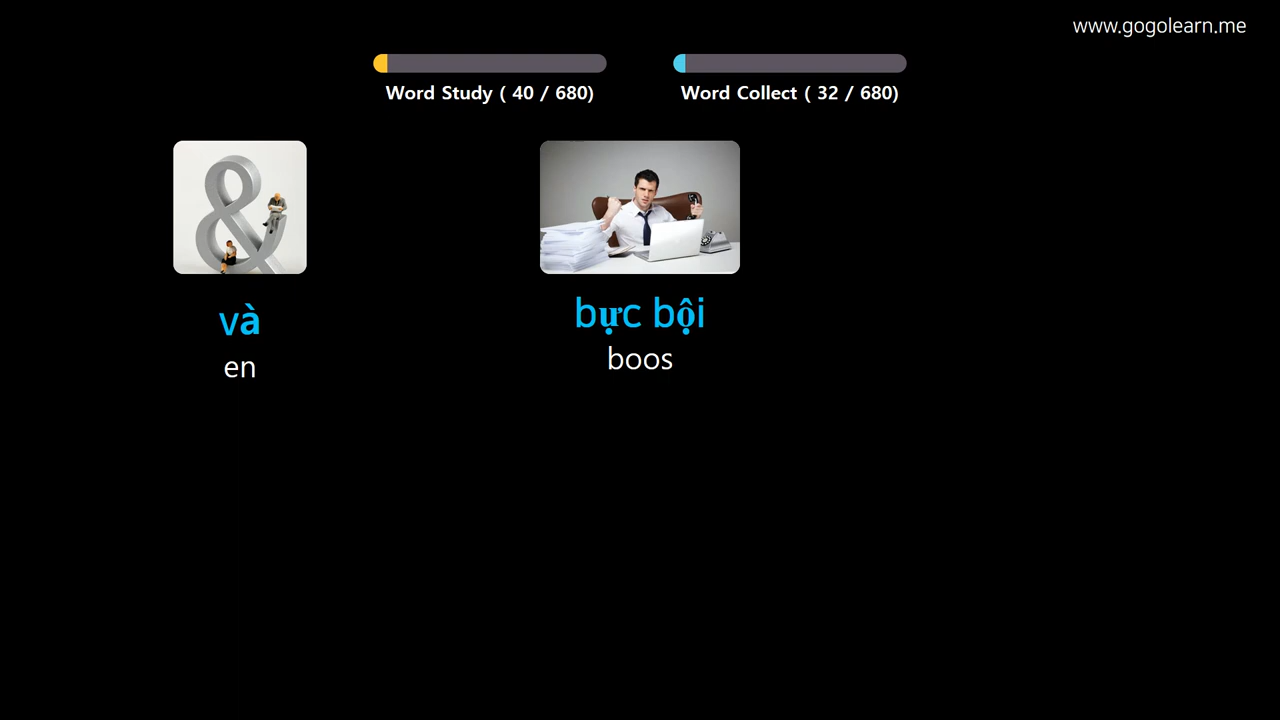 www.gogolearn.me
Word Study ( 40 / 680)
Word Collect ( 32 / 680)
&
và
en
bực bội
boos